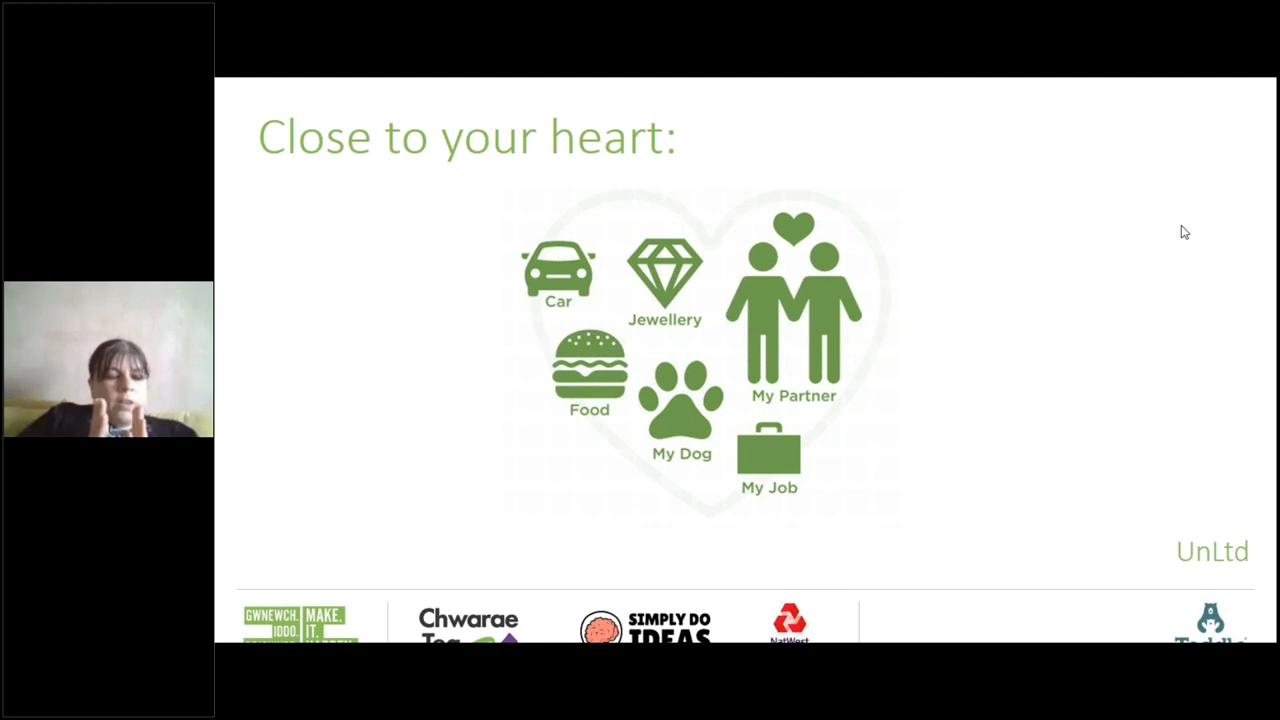 Close to your heart:
Car
Jewellery
Food
My Partner
My Dog
My Job
UnLtd
GWNEWCH. MAKE.
IDDO. IT.
Chwarae
SIMPLY DO
IDEAS
NatWest